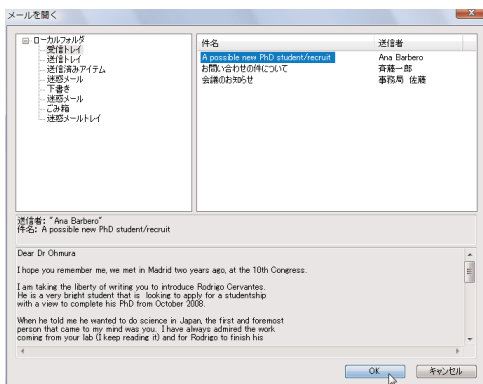 メールを開く
ローカルフォルダ
受信トレイ
送信トレイ
送信済みアイテム
迷惑メール
下書き
迷惑メール
ごみ箱
迷惑メールトレイ
件名 送信者
A possible new PhD student/recruit Ana Barbero
お問い合わせの件について 斉藤一郎
会議のお知らせ 事務局 佐藤
送信者: "Ana Barbero"
件名: A possible new PhD student/recruit
Dear Dr Ohmura
I hope you remember me, we met in Madrid two years ago, at the 10th Congress.
I am taking the liberty of writing you to introduce Rodrigo Cervantes.
He is a very bright student that is looking to apply for a studentship
with a view to complete his PhD from October 2008.
When he told me he wanted to do science in Japan, the first and foremost
person that came to my mind was you. I have always admired the work
coming from your lab (I keep reading it) and for Rodrigo to finish his
OK キャンセル